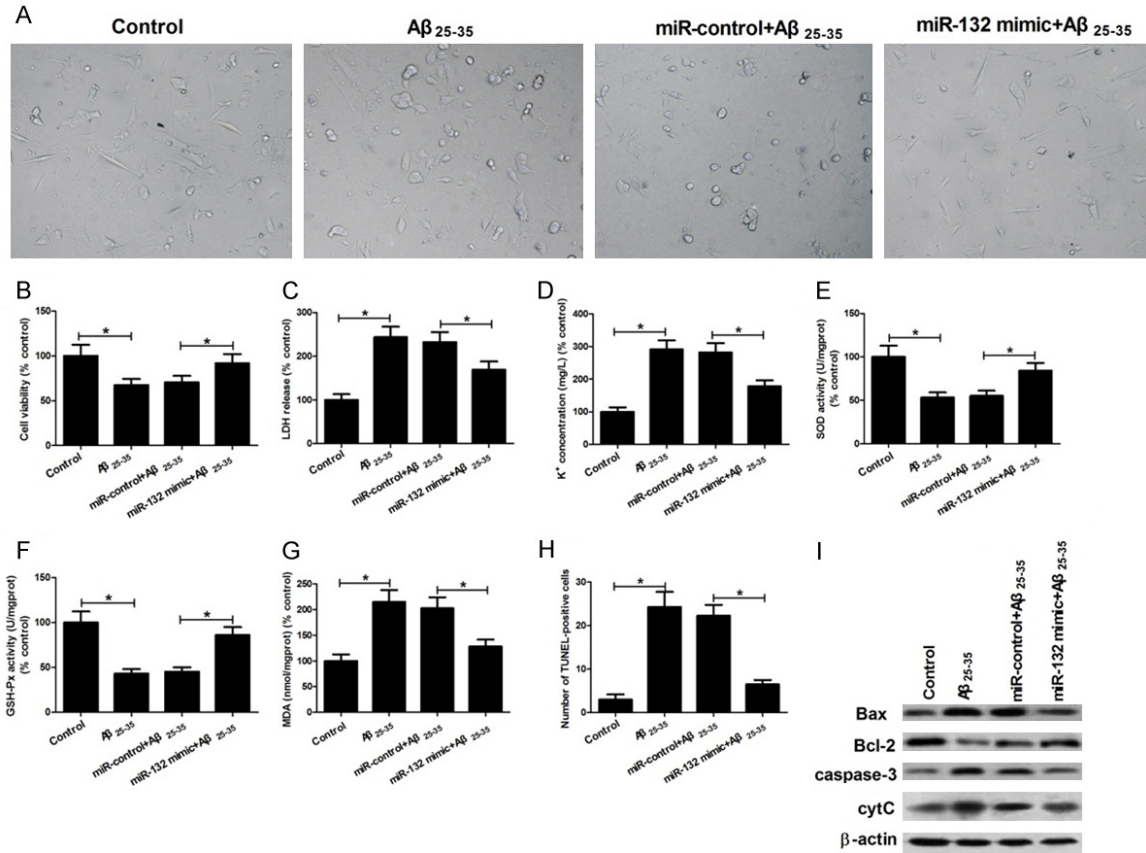 A
Control
Aβ 25-35
miR-control+Aβ 25-35
miR-132 mimic+Aβ 25-35
B
Cell viability (% control)
150
100
50
0
*
*
Control
Aβ 25-35
miR-control+Aβ 25-35
miR-132 mimic+Aβ 25-35
C
LDH release (% control)
300
200
100
0
*
*
Control
Aβ 25-35
miR-control+Aβ 25-35
miR-132 mimic+Aβ 25-35
D
K+ concentration (mg/L) (% control)
400
300
200
100
0
*
*
Control
Aβ 25-35
miR-control+Aβ 25-35
miR-132 mimic+Aβ 25-35
E
SOD activity (U/mgprot)
(% control)
150
100
50
0
*
*
Control
Aβ 25-35
miR-control+Aβ 25-35
miR-132 mimic+Aβ 25-35
F
GSH-Px activity (U/mgprot)
(% control)
150
100
50
0
*
*
Control
Aβ 25-35
miR-control+Aβ 25-35
miR-132 mimic+Aβ 25-35
G
MDA (nmol/mgprot) (% control)
300
200
100
0
*
*
Control
Aβ 25-35
miR-control+Aβ 25-35
miR-132 mimic+Aβ 25-35
H
Number of TUNEL-positive cells
30
20
10
0
*
*
Control
Aβ 25-35
miR-control+Aβ 25-35
miR-132 mimic+Aβ 25-35
I
Control
Aβ 25-35
miR-control+Aβ 25-35
miR-132 mimic+Aβ 25-35
Bax
Bcl-2
caspase-3
cytC
β-actin